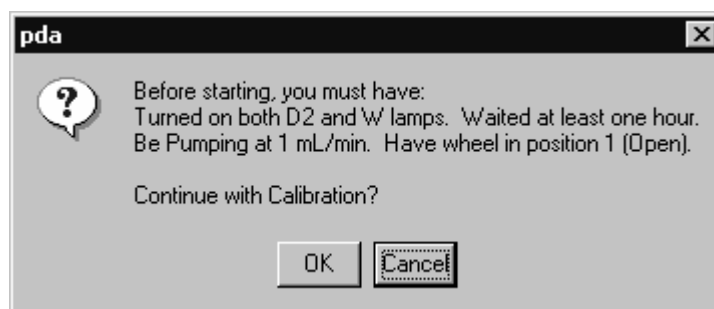 pda
Before starting, you must have:
Turned on both D2 and W lamps.  Waited at least one hour.
Be Pumping at 1 mL/min.  Have wheel in position 1 (Open).
Continue with Calibration?
OK
Cancel